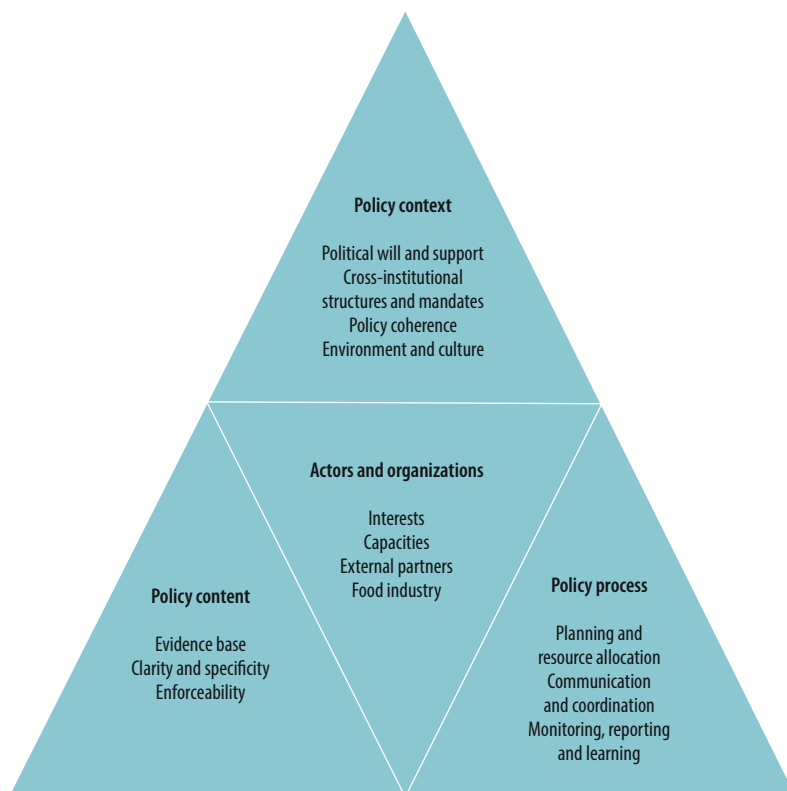 Policy context
Political will and support
Cross-institutional
structures and mandates
Policy coherence
Environment and culture
Actors and organizations
Interests
Capacities
External partners
Food industry
Policy content
Evidence base
Clarity and specificity
Enforceability
Policy process
Planning and
resource allocation
Communication
and coordination
Monitoring, reporting
and learning